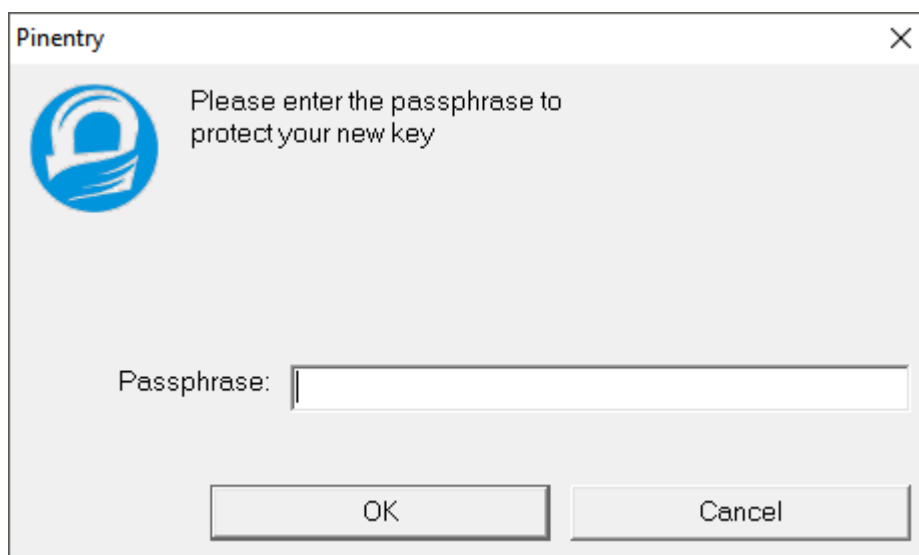 Pinentry
Please enter the passphrase to
protect your new key
Passphrase:
OK
Cancel